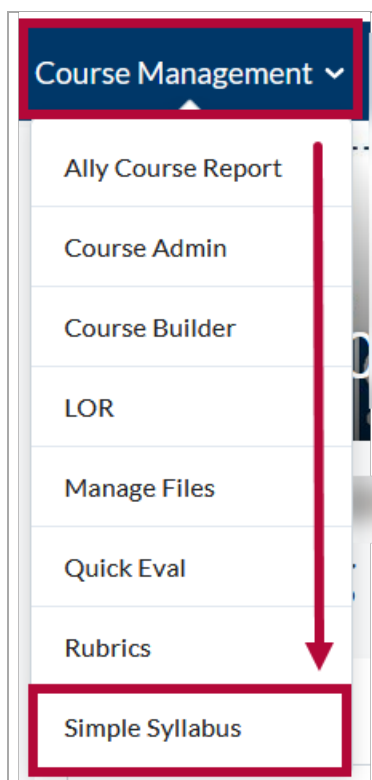 Course Management
Ally Course Report
Course Admin
Course Builder
LOR
Manage Files
Quick Eval
Rubrics
Simple Syllabus